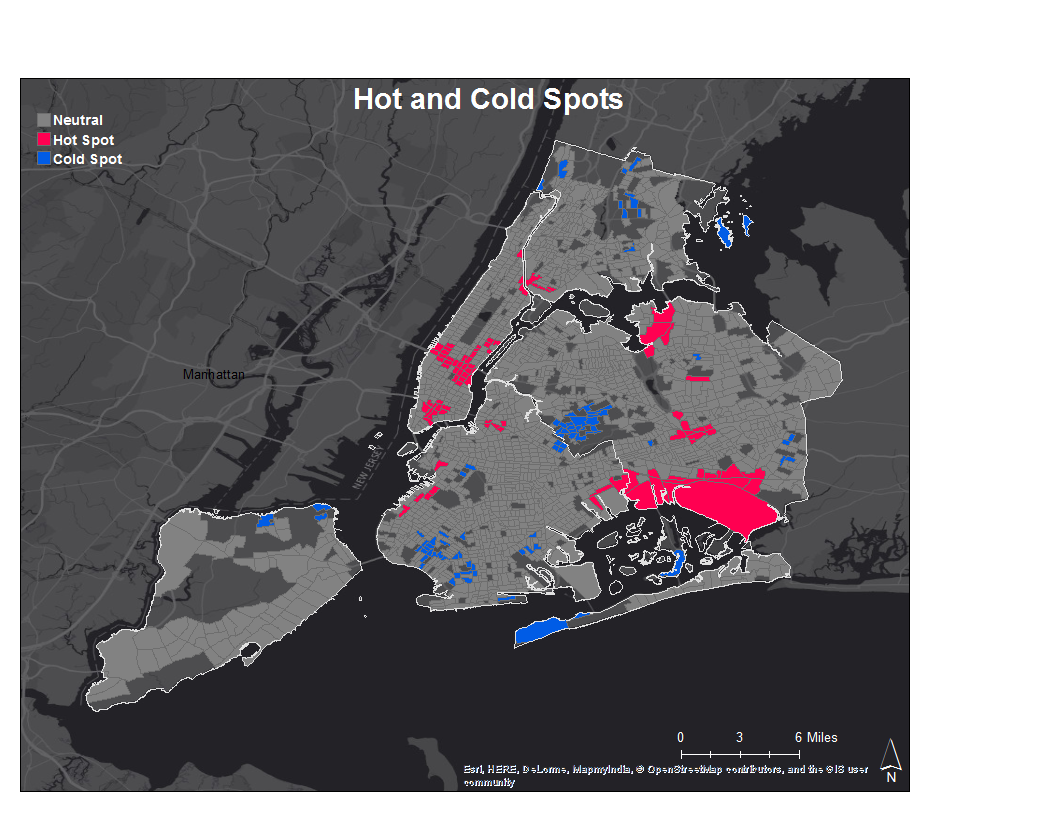 Hot and Cold Spots
Neutral
Hot Spot
Cold Spot
Manhattan
NEW JERSEY
0 3 6 Miles
N
Esri, HERE, DeLorme, MapmyIndia, © OpenStreetMap contributors, and the GIS user
community